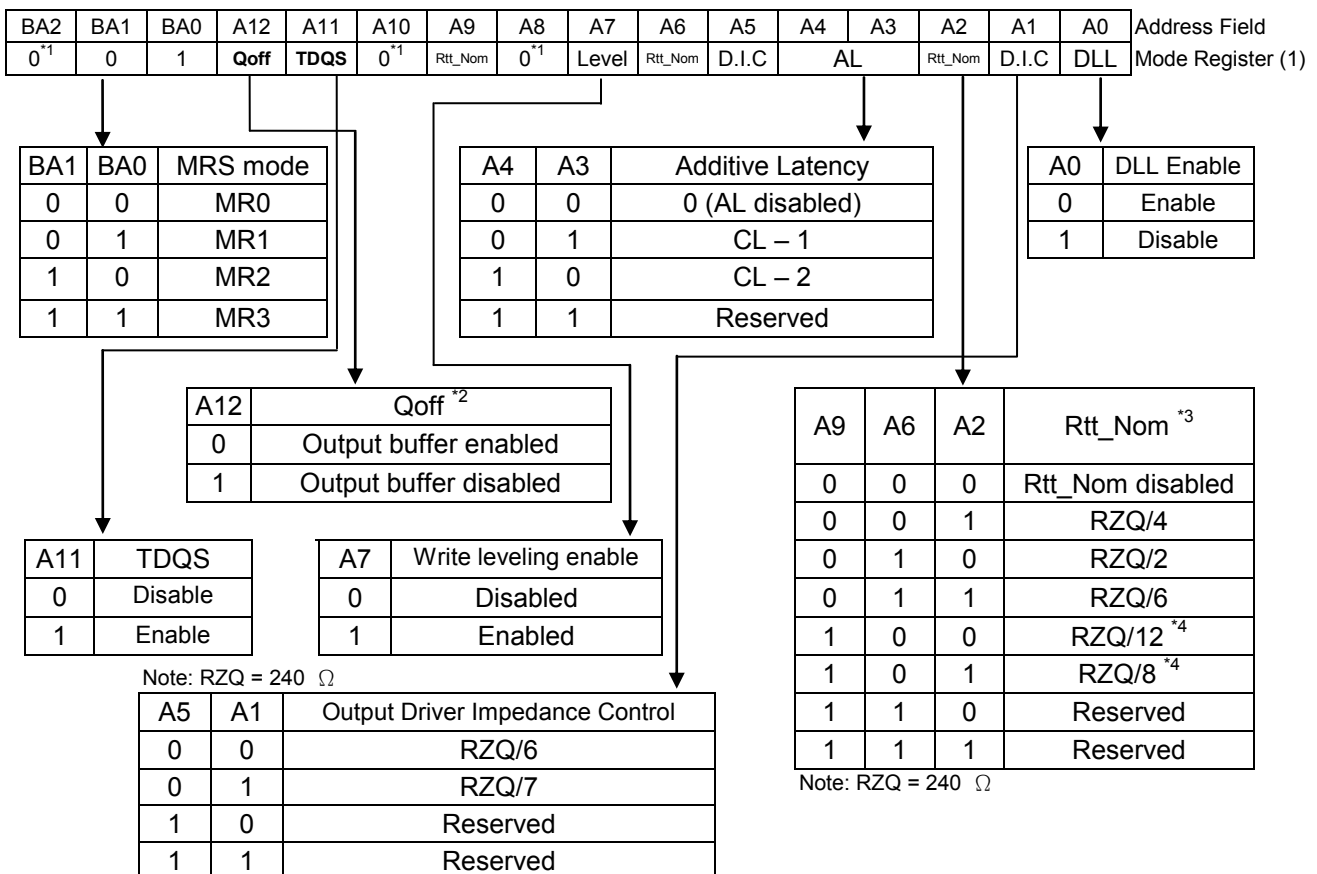 BA2 BA1 BA0 A12 A11 A10 A9 A8 A7 A6 A5 A4 A3 A2 A1 A0 Address Field
0*1 0 1 Qoff TDQS 0*1 Rtt_Nom 0*1 Level Rtt_Nom D.I.C AL Rtt_Nom D.I.C DLL Mode Register (1)
BA1 BA0 MRS mode
0 0 MR0
0 1 MR1
1 0 MR2
1 1 MR3
A4 A3 Additive Latency
0 0 0 (AL disabled)
0 1 CL – 1
1 0 CL – 2
1 1 Reserved
A0 DLL Enable
0 Enable
1 Disable
A12 Qoff *2
0 Output buffer enabled
1 Output buffer disabled
A9 A6 A2 Rtt_Nom *3
0 0 0 Rtt_Nom disabled
0 0 1 RZQ/4
0 1 0 RZQ/2
0 1 1 RZQ/6
1 0 0 RZQ/12 *4
1 0 1 RZQ/8 *4
1 1 0 Reserved
1 1 1 Reserved
Note: RZQ = 240 Ω
A11 TDQS
0 Disable
1 Enable
A7 Write leveling enable
0 Disabled
1 Enabled
Note: RZQ = 240 Ω
A5 A1 Output Driver Impedance Control
0 0 RZQ/6
0 1 RZQ/7
1 0 Reserved
1 1 Reserved